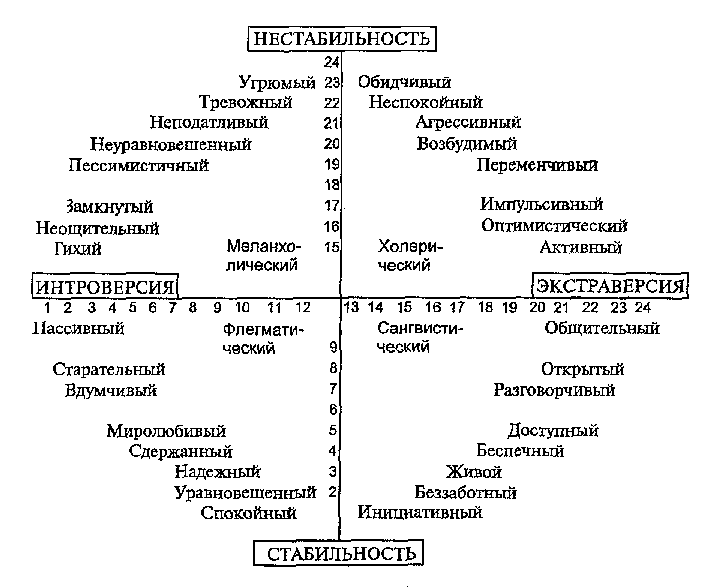 НЕСТАБИЛЬНОСТЬ
24
Угрюмый 23 Обидчивый
Тревожный 22 Неспокойный
Неподатливый 21 Агрессивный
Неуравновешенный 20 Возбудимый
Пессимистичный 19 Переменчивый
18
Замкнутый 17 Импульсивный
Неощительный 16 Оптимистический
Гихий Меланхо- 15 Холери- Активный
лический ческий
ИНТРОВЕРСИЯ ЭКСТРАВЕРСИЯ
1 2 3 4 5 6 7 8 9 10 11 12 13 14 15 16 17 18 19 20 21 22 23 24
Пассивный Флегмати- Сангвисти- Общительный
ческий 9 ческий
Старательный 8 Открытый
Вдумчивый 7 Разговорчивый
6
Миролюбивый 5 Доступный
Сдержанный 4 Беспечный
Надежный 3 Живой
Уравновешенный 2 Беззаботный
Спокойный Инициативный
СТАБИЛЬНОСТЬ